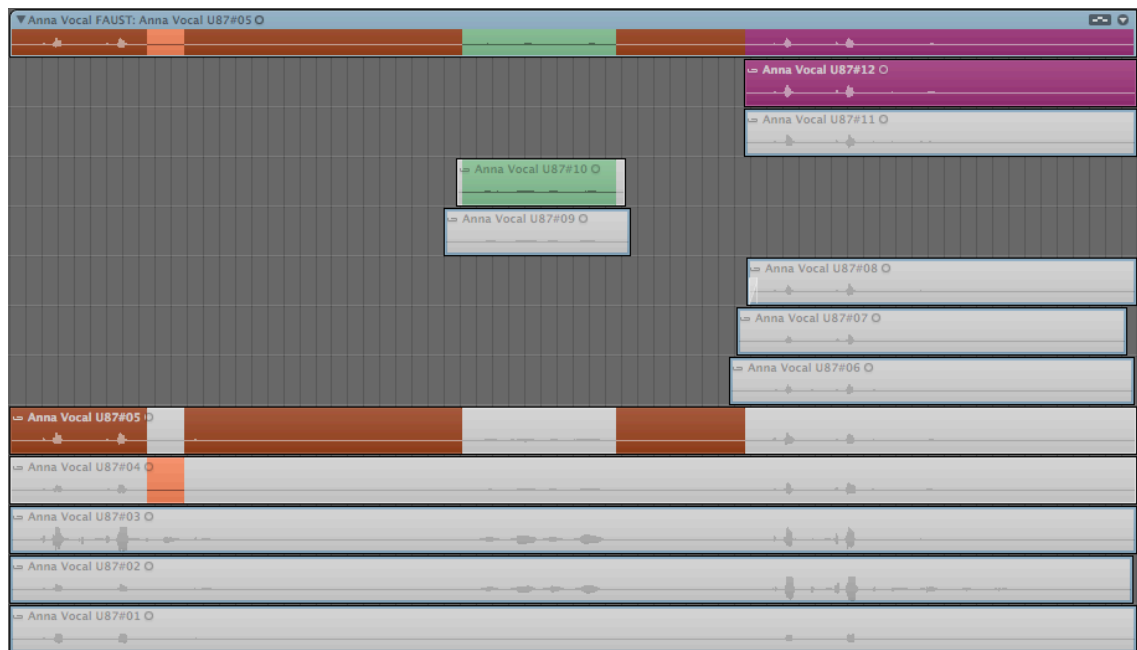 Anna Vocal FAUST: Anna Vocal U87#05
Anna Vocal U87#12
Anna Vocal U87#11
Anna Vocal U87#10
Anna Vocal U87#09
Anna Vocal U87#08
Anna Vocal U87#07
Anna Vocal U87#06
Anna Vocal U87#05
Anna Vocal U87#04
Anna Vocal U87#03
Anna Vocal U87#02
Anna Vocal U87#01